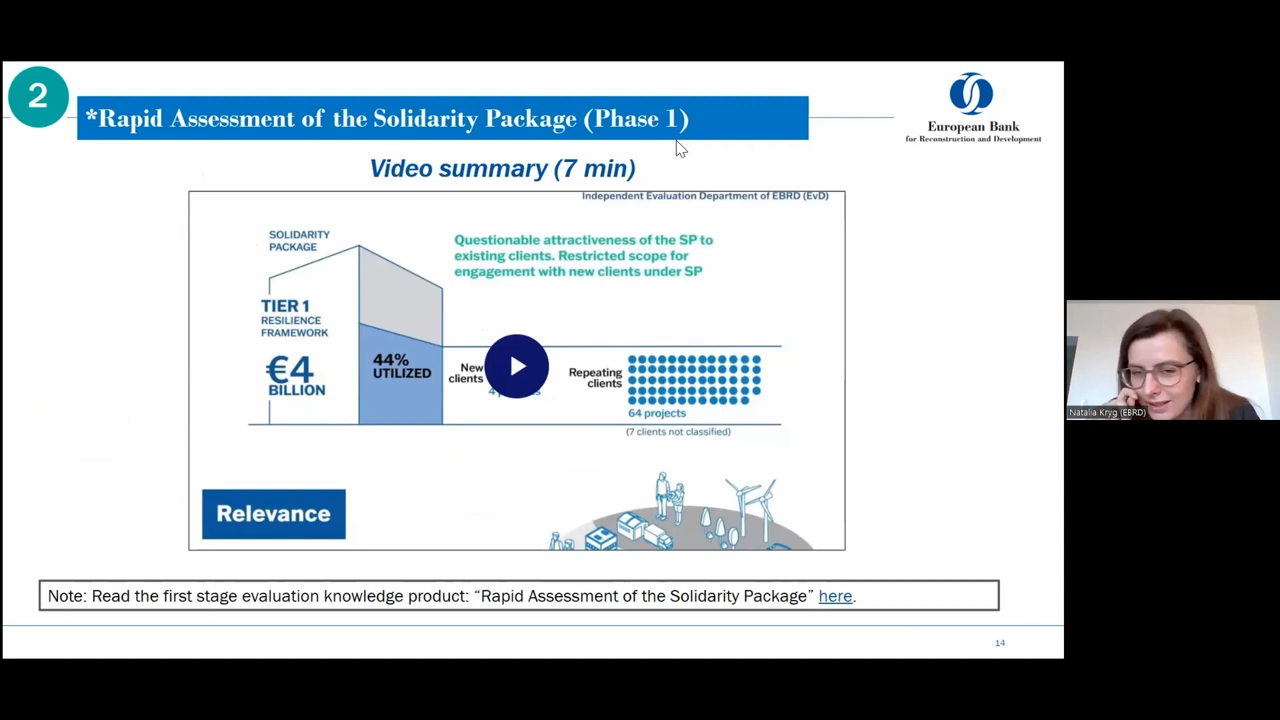 2
*Rapid Assessment of the Solidarity Package (Phase 1)
European Bank
for Reconstruction and Development
Video summary (7 min)
Independent Evaluation Department of EBRD (EvD)
SOLIDARITY
PACKAGE
Questionable attractiveness of the SP to
existing clients. Restricted scope for
engagement with new clients under SP
TIER 1
RESILIENCE
FRAMEWORK
€4
BILLION
44%
UTILIZED
New
clients
Repeating
clients
64 projects
(7 clients not classified)
Relevance
Note: Read the first stage evaluation knowledge product: “Rapid Assessment of the Solidarity Package” here.
14
Natalia Kryg (EBRD)